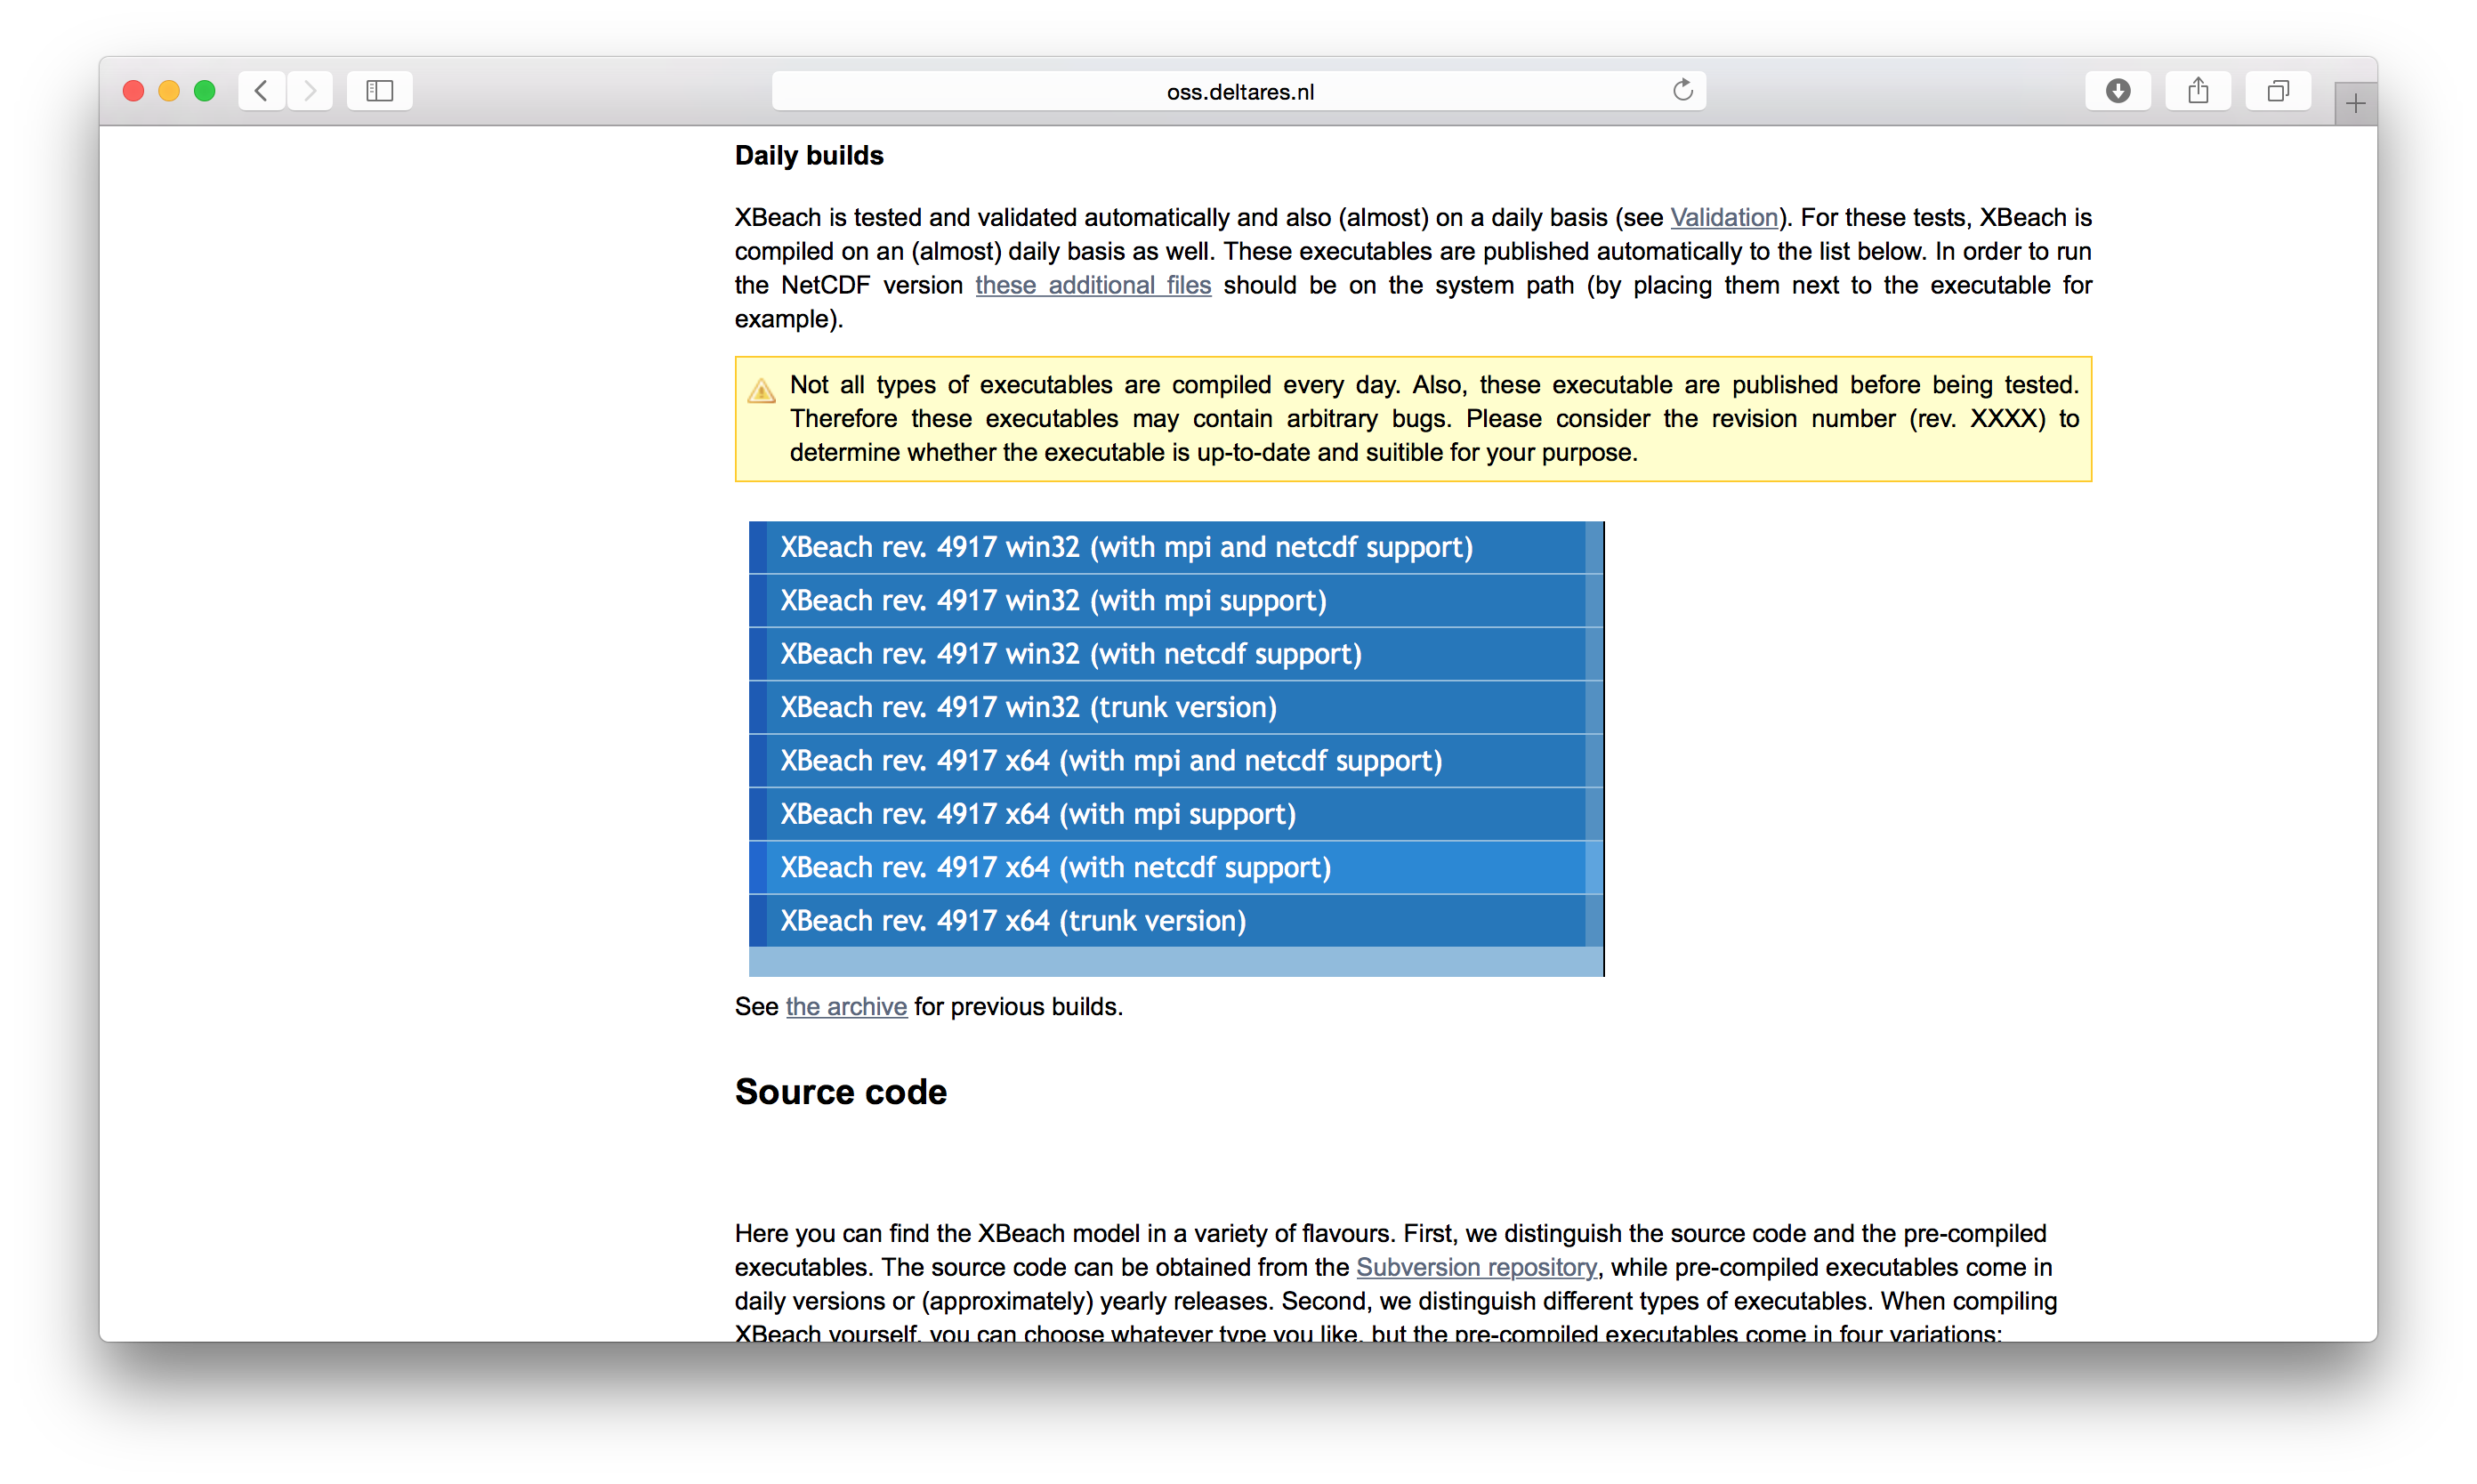 oss.deltares.nl
Daily builds
XBeach is tested and validated automatically and also (almost) on a daily basis (see Validation). For these tests, XBeach is
compiled on an (almost) daily basis as well. These executables are published automatically to the list below. In order to run
the NetCDF version these additional files should be on the system path (by placing them next to the executable for
example).
Not all types of executables are compiled every day. Also, these executable are published before being tested.
Therefore these executables may contain arbitrary bugs. Please consider the revision number (rev. XXXX) to
determine whether the executable is up-to-date and suitible for your purpose.
XBeach rev. 4917 win32 (with mpi and netcdf support)
XBeach rev. 4917 win32 (with mpi support)
XBeach rev. 4917 win32 (with netcdf support)
XBeach rev. 4917 win32 (trunk version)
XBeach rev. 4917 x64 (with mpi and netcdf support)
XBeach rev. 4917 x64 (with mpi support)
XBeach rev. 4917 x64 (with netcdf support)
XBeach rev. 4917 x64 (trunk version)
See the archive for previous builds.
Source code
Here you can find the XBeach model in a variety of flavours. First, we distinguish the source code and the pre-compiled
executables. The source code can be obtained from the Subversion repository, while pre-compiled executables come in
daily versions or (approximately) yearly releases. Second, we distinguish different types of executables. When compiling
XBeach yourself, you can choose whatever type you like, but the pre-compiled executables come in four variations: